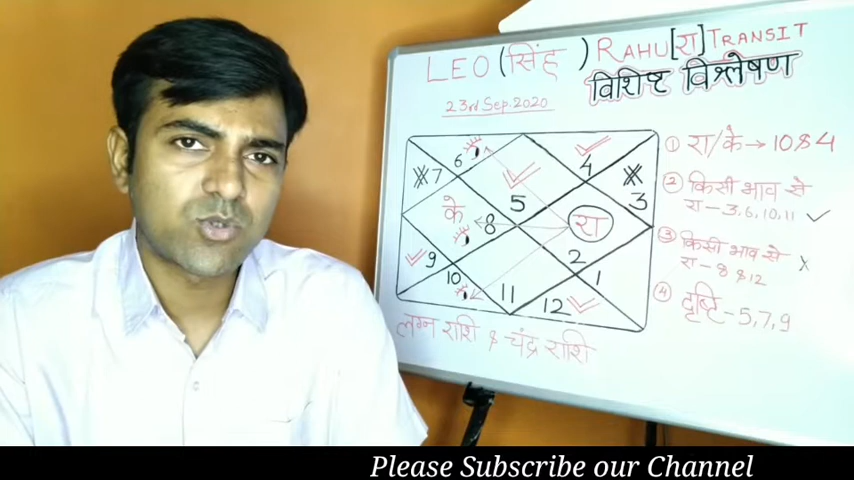 LEO (सिंह) RAHU[रा] TRANSIT
विशिष्ट विश्लेषण
23rd Sep. 2020
6
4
7
5
3
के
8
रा
9
2
10
1
11
12
लग्न राशि & चंद्र राशि
① रा/के → 10 & 4
② किसी भाव से
रा - 3,6,10,11 ✓
③ किसी भाव से
रा - 8 & 12 x
④ दृष्टि - 5,7,9
Please Subscribe our Channel